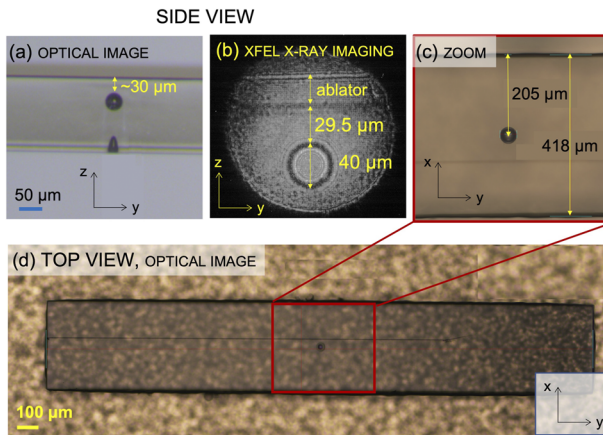 SIDE VIEW
(a) OPTICAL IMAGE
~30 µm
z
y
50 µm
(b) XFEL X-RAY IMAGING
ablator
29.5 µm
40 µm
z
y
(c) ZOOM
205 µm
418 µm
x
y
(d) TOP VIEW, OPTICAL IMAGE
100 µm
x
y